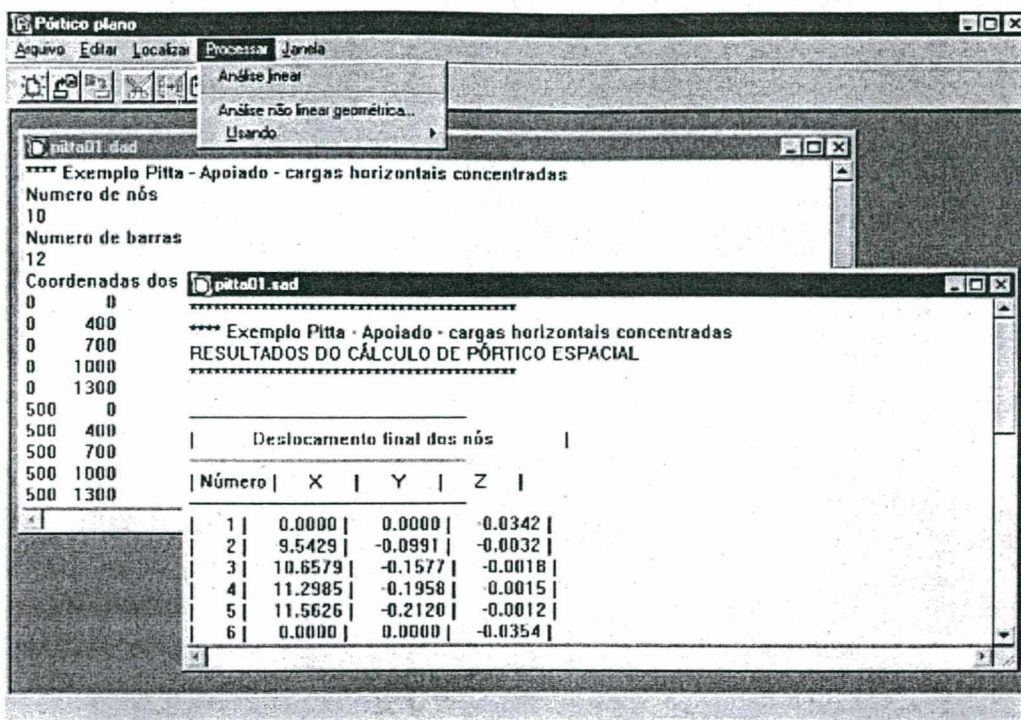 Pórtico plano
Arquivo Editar Localizar Processar Janela
Análise linear
Análise não linear geométrica...
Usando
pitta01.dad
**** Exemplo Pitta - Apoiado - cargas horizontais concentradas
Numero de nós
10
Numero de barras
12
Coordenadas dos
0 0
0 400
0 700
0 1000
0 1300
500 0
500 400
500 700
500 1000
500 1300
pitta01.sad
**** Exemplo Pitta - Apoiado - cargas horizontais concentradas
RESULTADOS DO CÁLCULO DE PÓRTICO ESPACIAL
| Deslocamento final dos nós |
| Número | X | Y | Z |
| 1 | 0.0000 | 0.0000 | -0.0342 |
| 2 | 9.5429 | -0.0991 | -0.0032 |
| 3 | 10.6579 | -0.1577 | -0.0018 |
| 4 | 11.2985 | -0.1958 | -0.0015 |
| 5 | 11.5626 | -0.2120 | -0.0012 |
| 6 | 0.0000 | 0.0000 | -0.0354 |